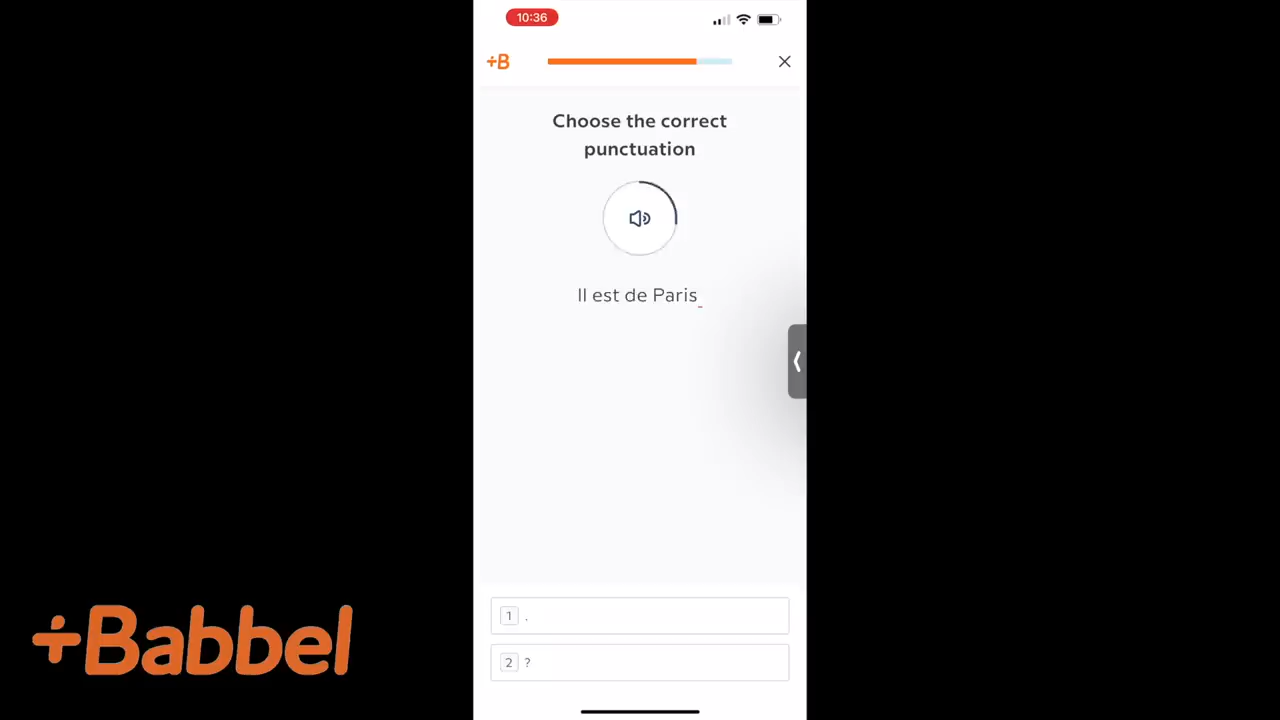 10:36
+B
Choose the correct
punctuation
Il est de Paris_
1 .
2 ?
+Babbel